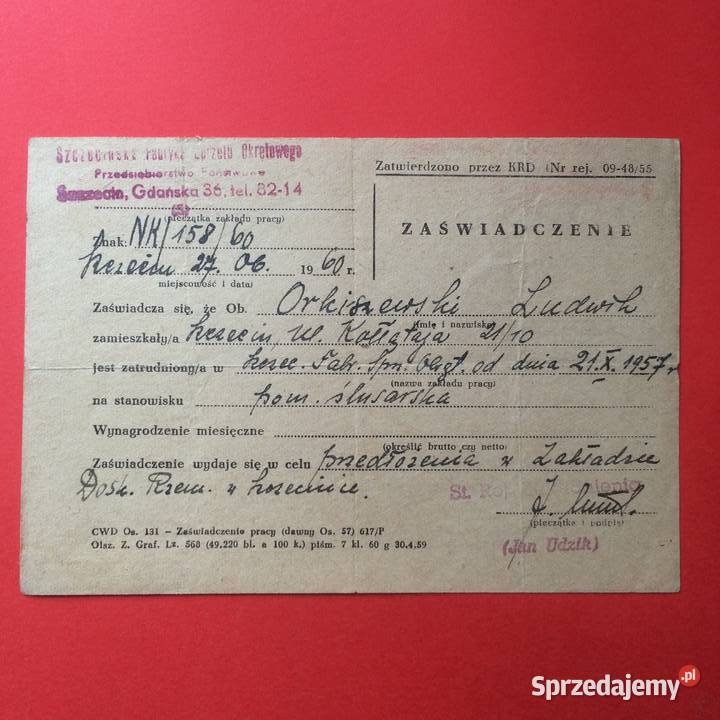 Szczecińska Fabryka Sprzętu Okrętowego
Przedsiębiorstwo Państwowe
Szczecin, Gdańska 36, tel. 82-14
(pieczątka zakładu pracy)
Znak: NK/158/60
Szczecin 27. 06. 1960 r.
(miejscowość i data)
Zatwierdzono przez KRD (Nr rej. 09-48/55
ZAŚWIADCZENIE
Zaświadcza się, że Ob. Orkiszewski Ludwik
(imię i nazwisko)
zamieszkały/a Szczecin ul. Kołłątaja 21/10
jest zatrudniony/a w Szczec. Fabr. Spn. Okręt. od dnia 21.X.1957 r
(nazwa zakładu pracy)
na stanowisku pom. ślusarska
Wynagrodzenie miesięczne
(określić brutto czy netto)
Zaświadczenie wydaje się w celu przedłożenia w Zakładzie
Dosk. Rzem. w Szczecinie.
St.
(pieczątka i podpis)
(Jan Udzik)
CWD Os. 131 – Zaświadczenie pracy (dawny Os. 57) 617/P
Olsz. Z. Graf. Lz. 568 (49.220 bl. a 100 k.) piśm. 7 kl. 60 g 30.4.59
Sprzedajemy.pl